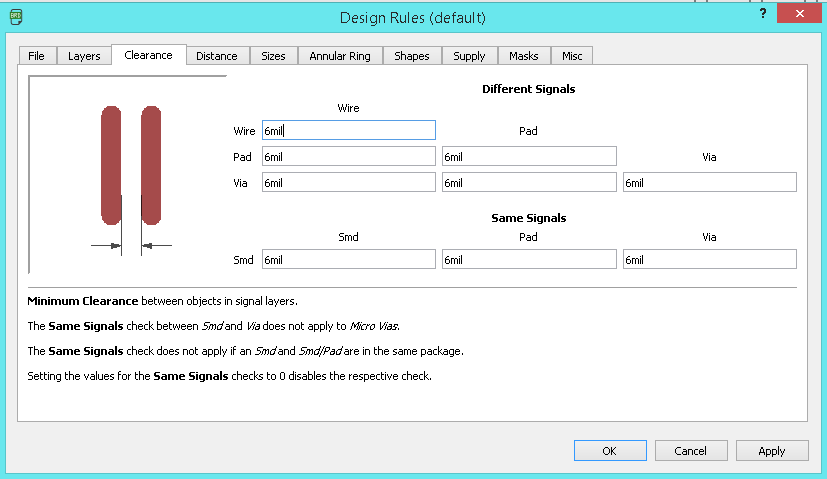 Design Rules (default)
?
File Layers Clearance Distance Sizes Annular Ring Shapes Supply Masks Misc
Different Signals
Wire
Wire 6mil Pad
Pad 6mil 6mil Via
Via 6mil 6mil 6mil
Same Signals
Smd Pad Via
Smd 6mil 6mil 6mil
Minimum Clearance between objects in signal layers.
The Same Signals check between Smd and Via does not apply to Micro Vias.
The Same Signals check does not apply if an Smd and Smd/Pad are in the same package.
Setting the values for the Same Signals checks to 0 disables the respective check.
OK Cancel Apply